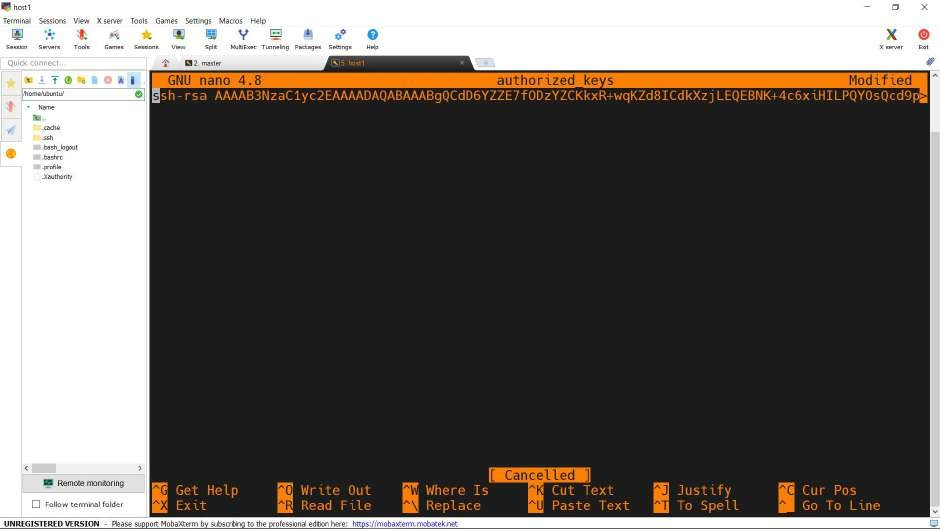 host1
Terminal Sessions View X server Tools Games Settings Macros Help
Session Servers Tools Games Sessions View Split MultiExec Tunneling Packages Settings Help X server Exit
Quick connect...
2. master
5. host1
/home/ubuntu/
Name
..
.cache
.ssh
.bash_logout
.bashrc
.profile
.Xauthority
Remote monitoring
Follow terminal folder
GNU nano 4.8 authorized_keys Modified
ssh-rsa AAAAB3NzaC1yc2EAAAADAQABAAABgQCdD6YZZE7fODzYZCKkxR+wqKZd8ICdkXzjLEQEBNK+4c6xiHILPQYOsQcd9p>
[ Cancelled ]
^G Get Help ^O Write Out ^W Where Is ^K Cut Text ^J Justify ^C Cur Pos
^X Exit ^R Read File ^\ Replace ^U Paste Text ^T To Spell ^_ Go To Line
UNREGISTERED VERSION - Please support MobaXterm by subscribing to the professional edition here: https://mobaxterm.mobatek.net